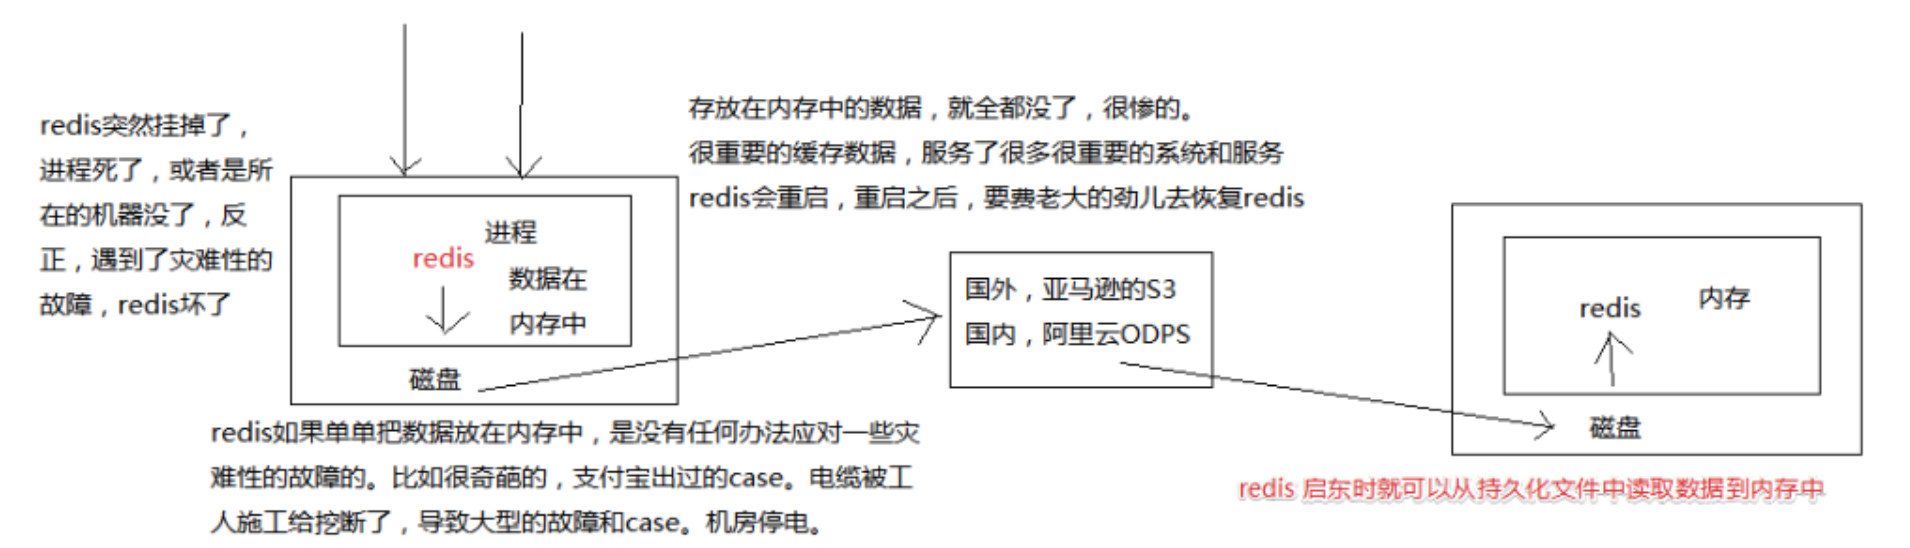 redis突然挂掉了，
进程死了，或者是所
在的机器没了，反
正，遇到了灾难性的
故障，redis坏了
进程
redis
数据在
内存中
磁盘
存放在内存中的数据，就全都没了，很惨的。
很重要的缓存数据，服务了很多很重要的系统和服务
redis会重启，重启之后，要费老大的劲儿去恢复redis
国外，亚马逊的S3
国内，阿里云ODPS
redis
内存
磁盘
redis如果单单把数据放在内存中，是没有任何办法应对一些灾
难性的故障的。比如很奇葩的，支付宝出过的case。电缆被工
人施工给挖断了，导致大型的故障和case。机房停电。
redis 启东时就可以从持久化文件中读取数据到内存中